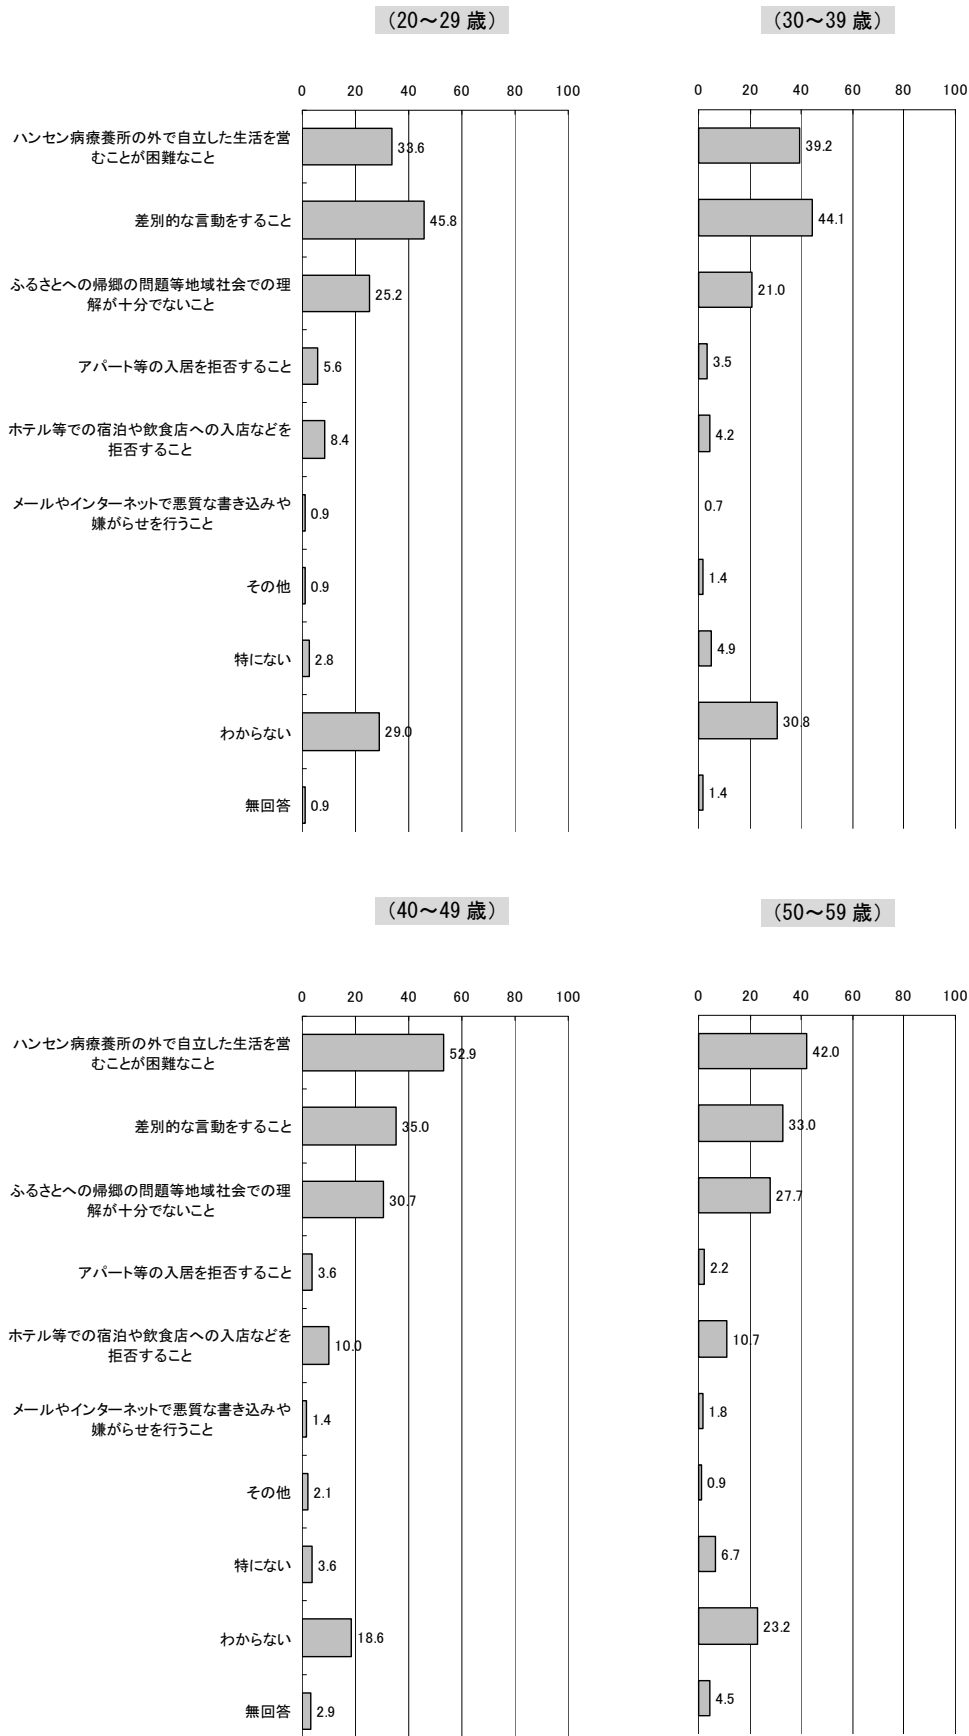 （20～29 歳）
（30～39 歳）
0 20 40 60 80 100
0 20 40 60 80 100
ハンセン病療養所の外で自立した生活を営
むことが困難なこと
33.6
39.2
差別的な言動をすること
45.8
44.1
ふるさとへの帰郷の問題等地域社会での理
解が十分でないこと
25.2
21.0
アパート等の入居を拒否すること
5.6
3.5
ホテル等での宿泊や飲食店への入店などを
拒否すること
8.4
4.2
メールやインターネットで悪質な書き込みや
嫌がらせを行うこと
0.9
0.7
その他
0.9
1.4
特にない
2.8
4.9
わからない
29.0
30.8
無回答
0.9
1.4
（40～49 歳）
（50～59 歳）
0 20 40 60 80 100
0 20 40 60 80 100
ハンセン病療養所の外で自立した生活を営
むことが困難なこと
52.9
42.0
差別的な言動をすること
35.0
33.0
ふるさとへの帰郷の問題等地域社会での理
解が十分でないこと
30.7
27.7
アパート等の入居を拒否すること
3.6
2.2
ホテル等での宿泊や飲食店への入店などを
拒否すること
10.0
10.7
メールやインターネットで悪質な書き込みや
嫌がらせを行うこと
1.4
1.8
その他
2.1
0.9
特にない
3.6
6.7
わからない
18.6
23.2
無回答
2.9
4.5